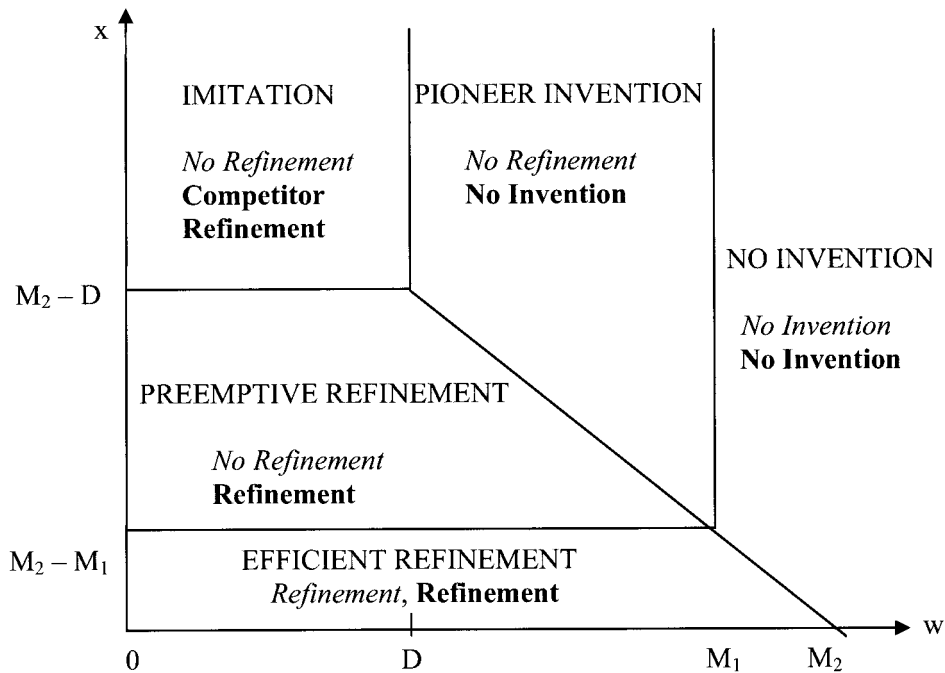 x
IMITATION
No Refinement
Competitor
Refinement
PIONEER INVENTION
No Refinement
No Invention
NO INVENTION
No Invention
No Invention
M₂ – D
PREEMPTIVE REFINEMENT
No Refinement
Refinement
M₂ – M₁
EFFICIENT REFINEMENT
Refinement, Refinement
w
0
D
M₁
M₂